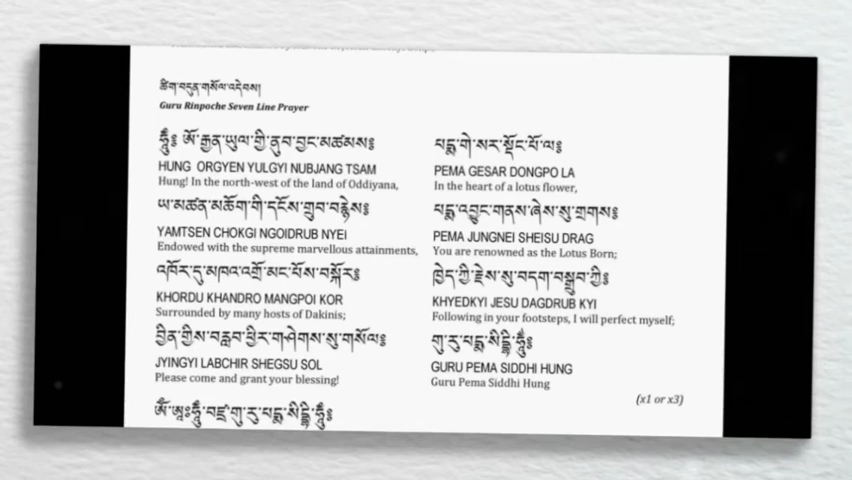 ཚིག་བདུན་གསོལ་འདེབས།
Guru Rinpoche Seven Line Prayer
ཧཱུྃ༔ ཨོ་རྒྱན་ཡུལ་གྱི་ནུབ་བྱང་མཚམས༔
HUNG ORGYEN YULGYI NUBJANG TSAM
Hung! In the north-west of the land of Oddiyana,
པདྨ་གེ་སར་སྡོང་པོ་ལ༔
PEMA GESAR DONGPO LA
In the heart of a lotus flower,
ཡ་མཚན་མཆོག་གི་དངོས་གྲུབ་བརྙེས༔
YAMTSEN CHOKGI NGOIDRUB NYEI
Endowed with the supreme marvellous attainments,
པདྨ་འབྱུང་གནས་ཞེས་སུ་གྲགས༔
PEMA JUNGNEI SHEISU DRAG
You are renowned as the Lotus Born;
འཁོར་དུ་མཁའ་འགྲོ་མང་པོས་བསྐོར༔
KHORDU KHANDRO MANGPOI KOR
Surrounded by many hosts of Dakinis;
ཁྱེད་ཀྱི་རྗེས་སུ་བདག་བསྒྲུབ་ཀྱི༔
KHYEDKYI JESU DAGDRUB KYI
Following in your footsteps, I will perfect myself;
བྱིན་གྱིས་བརླབ་ཕྱིར་གཤེགས་སུ་གསོལ༔
JYINGYI LABCHIR SHEGSU SOL
Please come and grant your blessing!
གུ་རུ་པདྨ་སིདྡྷི་ཧཱུྃ༔
GURU PEMA SIDDHI HUNG
Guru Pema Siddhi Hung
(x1 or x3)
ཨོཾ་ཨཱཿཧཱུྃ་བཛྲ་གུ་རུ་པདྨ་སིདྡྷི་ཧཱུྃ༔